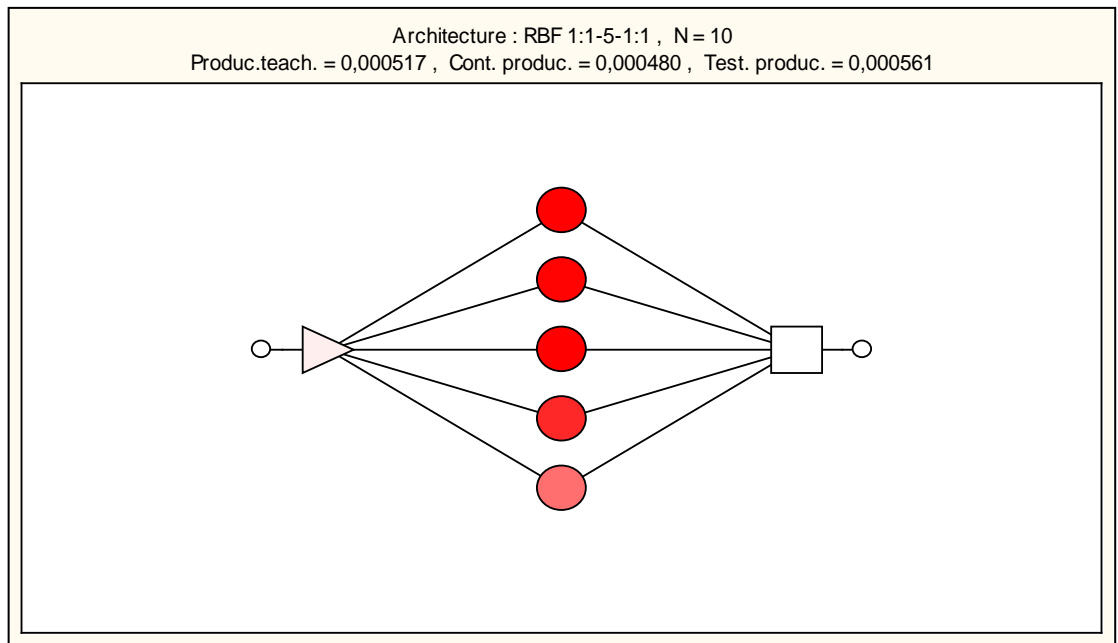 Architecture : RBF 1:1-5-1:1 , N = 10
Produc.teach. = 0,000517 , Cont. produc. = 0,000480 , Test. produc. = 0,000561